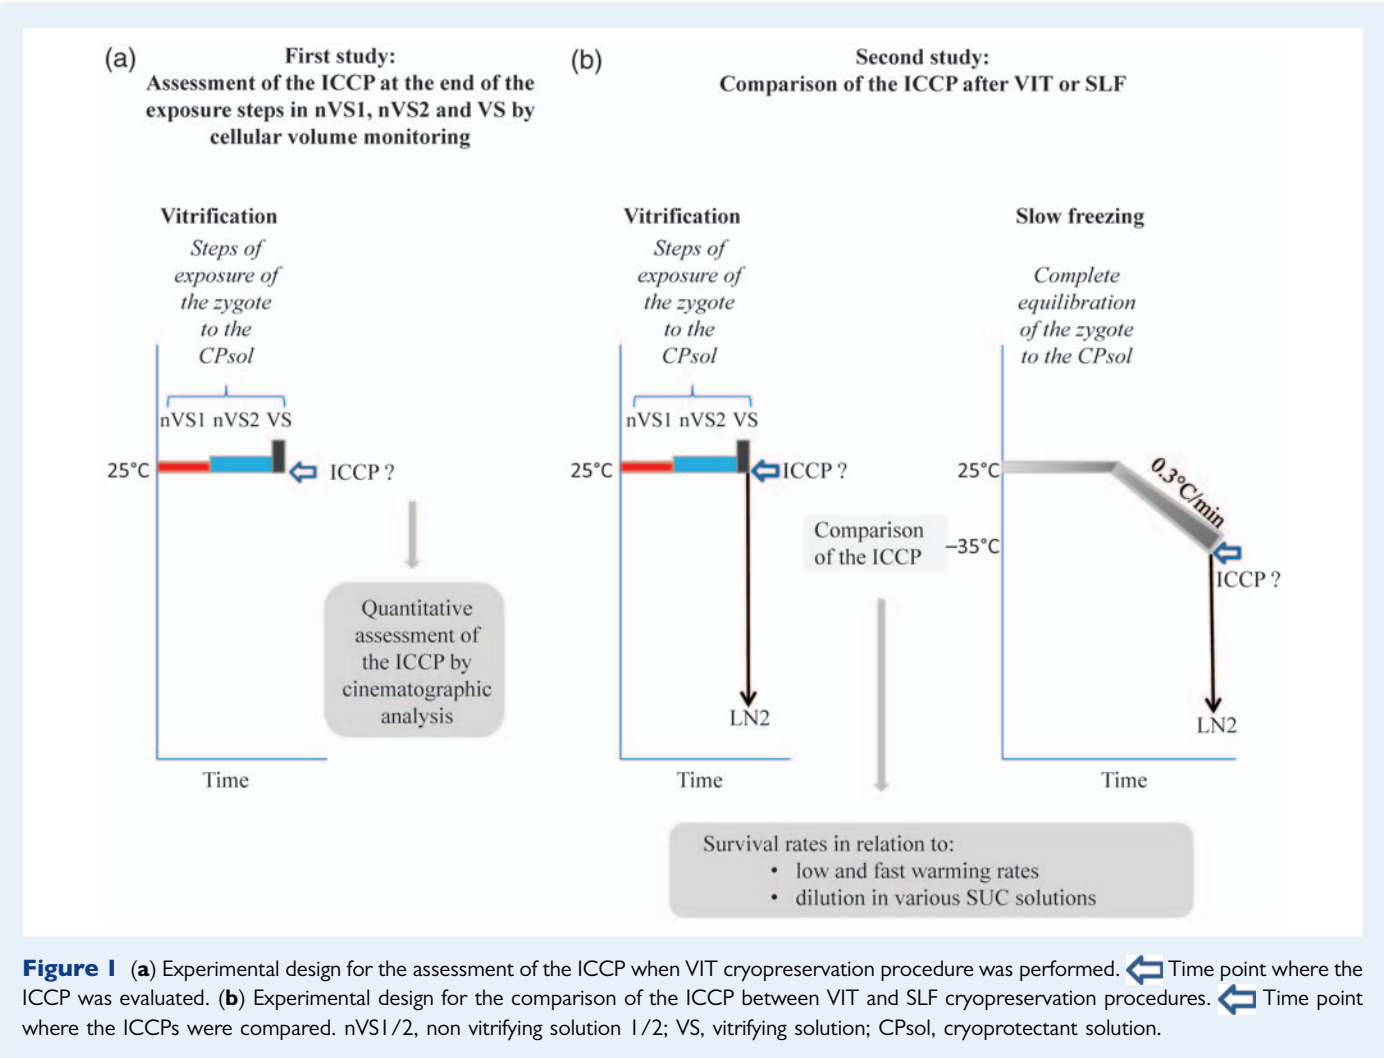 (a)
First study:
Assessment of the ICCP at the end of the
exposure steps in nVS1, nVS2 and VS by
cellular volume monitoring
Vitrification
Steps of
exposure of
the zygote
to the
CPsol
nVS1 nVS2 VS
25°C
ICCP ?
Quantitative
assessment of
the ICCP by
cinematographic
analysis
Time
(b)
Second study:
Comparison of the ICCP after VIT or SLF
Vitrification
Steps of
exposure of
the zygote
to the
CPsol
nVS1 nVS2 VS
25°C
ICCP ?
LN2
Time
Comparison
of the ICCP
Slow freezing
Complete
equilibration
of the zygote
to the CPsol
25°C
0.3°C/min
–35°C
ICCP ?
LN2
Time
Survival rates in relation to:
• low and fast warming rates
• dilution in various SUC solutions
Figure 1 (a) Experimental design for the assessment of the ICCP when VIT cryopreservation procedure was performed. Time point where the
ICCP was evaluated. (b) Experimental design for the comparison of the ICCP between VIT and SLF cryopreservation procedures. Time point
where the ICCPs were compared. nVS1/2, non vitrifying solution 1/2; VS, vitrifying solution; CPsol, cryoprotectant solution.